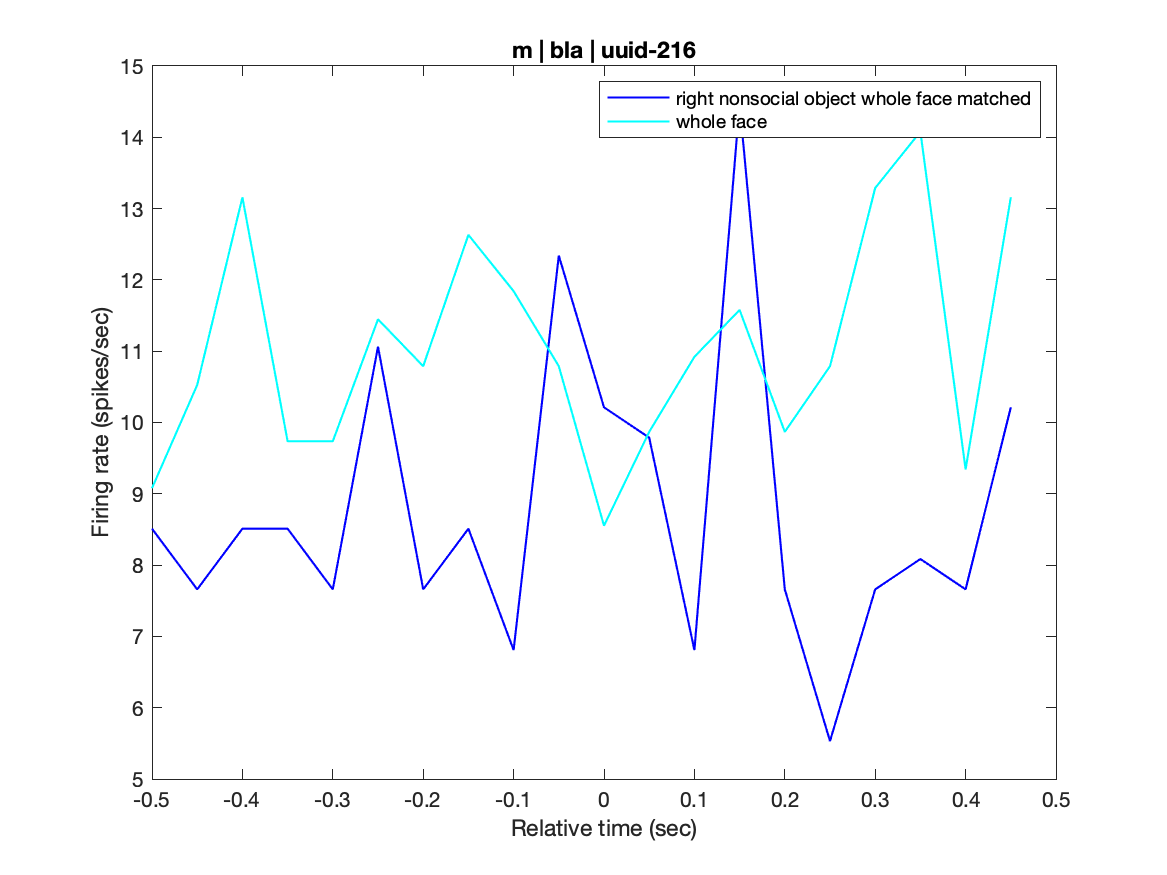 m | bla | uuid-216
right nonsocial object whole face matched
whole face
Firing rate (spikes/sec)
15
14
13
12
11
10
9
8
7
6
5
-0.5 -0.4 -0.3 -0.2 -0.1 0 0.1 0.2 0.3 0.4 0.5
Relative time (sec)